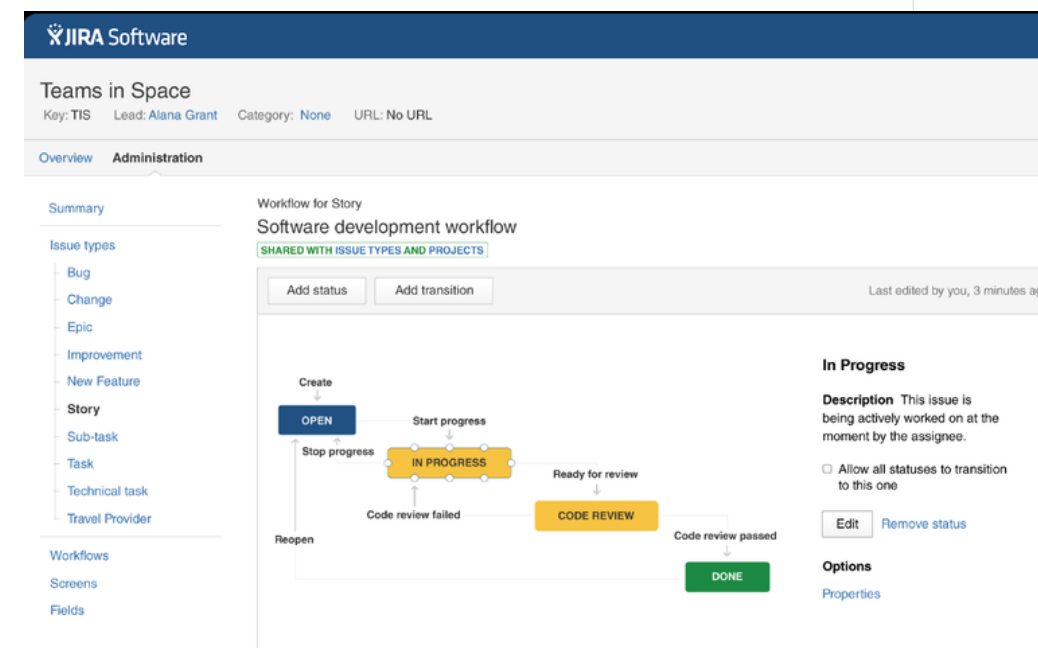 JIRA Software
Teams in Space
Key: TIS Lead: Alana Grant Category: None URL: No URL
Overview Administration
Summary
Issue types
Bug
Change
Epic
Improvement
New Feature
Story
Sub-task
Task
Technical task
Travel Provider
Workflows
Screens
Fields
Workflow for Story
Software development workflow
SHARED WITH ISSUE TYPES AND PROJECTS
Add status Add transition
Last edited by you, 3 minutes
Create
OPEN
Start progress
Stop progress
IN PROGRESS
Ready for review
Code review failed
CODE REVIEW
Code review passed
Reopen
DONE
In Progress
Description This issue is
being actively worked on at the
moment by the assignee.
Allow all statuses to transition
to this one
Edit Remove status
Options
Properties